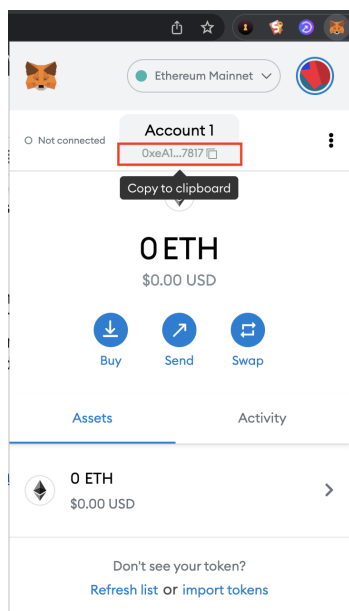 Ethereum Mainnet
Not connected
Account 1
0xeA1...7817
Copy to clipboard
0 ETH
$0.00 USD
Buy Send Swap
Assets Activity
0 ETH
$0.00 USD
Don't see your token?
Refresh list or import tokens